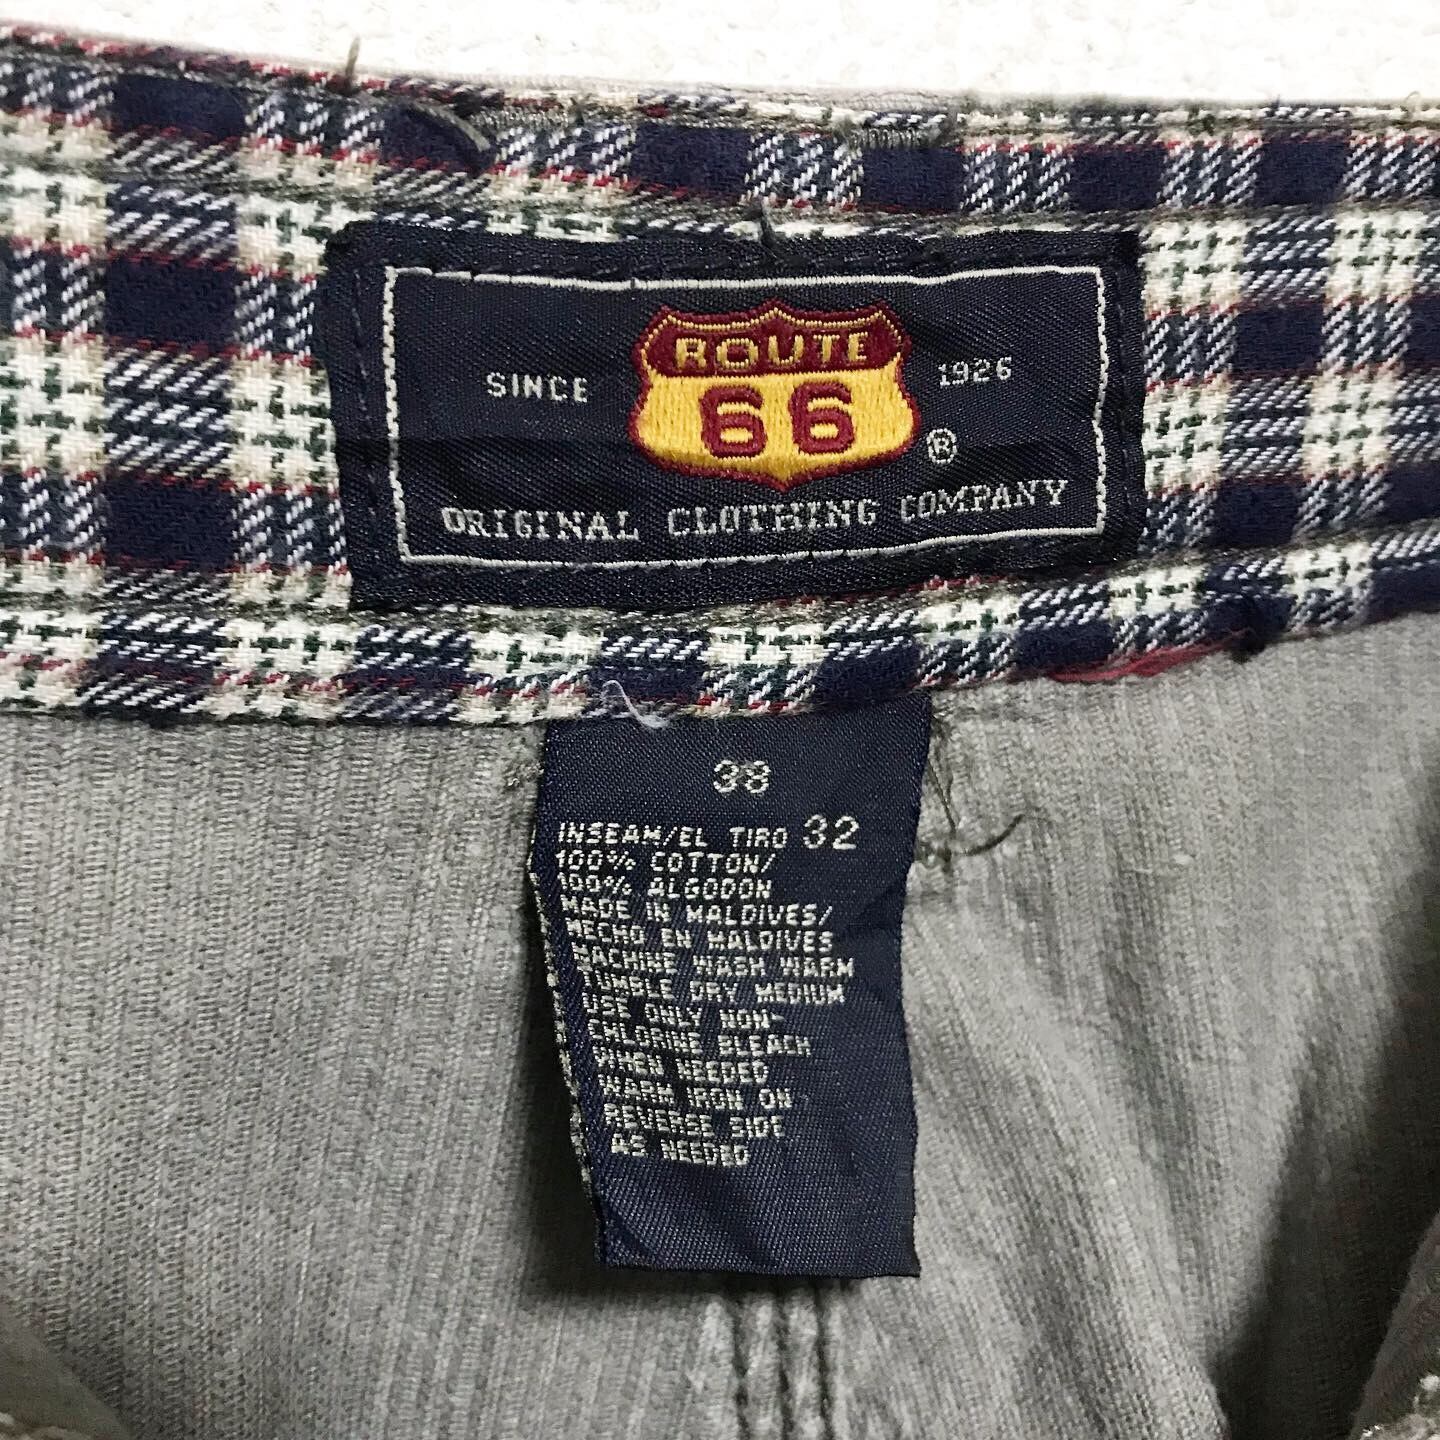 ROUTE
SINCE 66 1926
®
ORIGINAL CLOTHING COMPANY
38
INSEAM/EL TIRO 32
100% COTTON/
100% ALGODON
MADE IN MALDIVES/
HECHO EN MALDIVES
MACHINE WASH WARM
TUMBLE DRY MEDIUM
USE ONLY NON-
CHLORINE BLEACH
WHEN NEEDED
WARM IRON ON
REVERSE SIDE
AS NEEDED